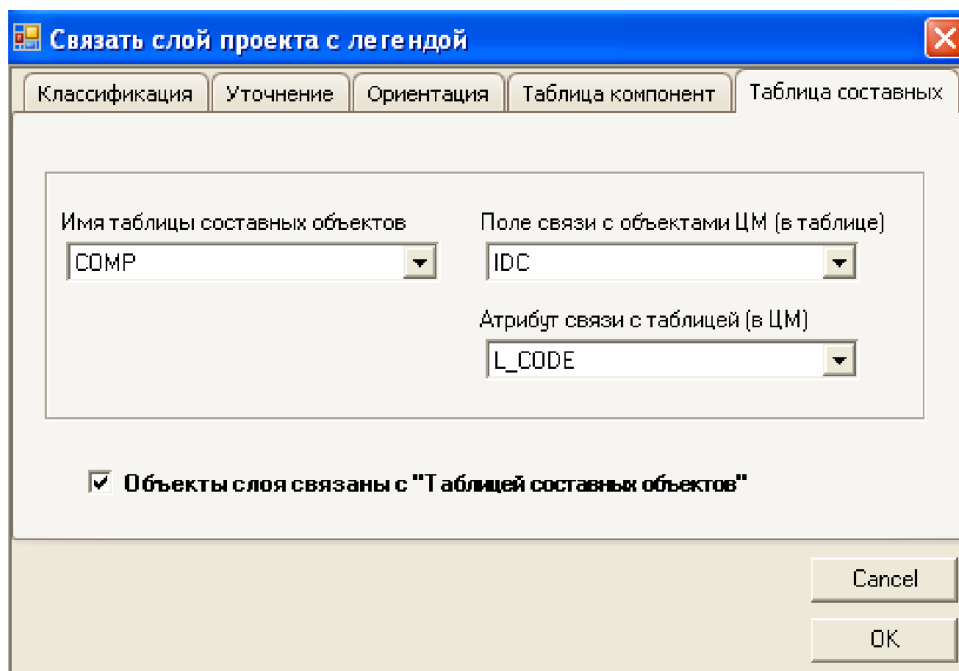 Связать слой проекта с легендой
Классификация Уточнение Ориентация Таблица компонент Таблица составных
Имя таблицы составных объектов Поле связи с объектами ЦМ (в таблице)
COMP IDC
Атрибут связи с таблицей (в ЦМ)
L_CODE
Объекты слоя связаны с "Таблицей составных объектов"
Cancel
OK